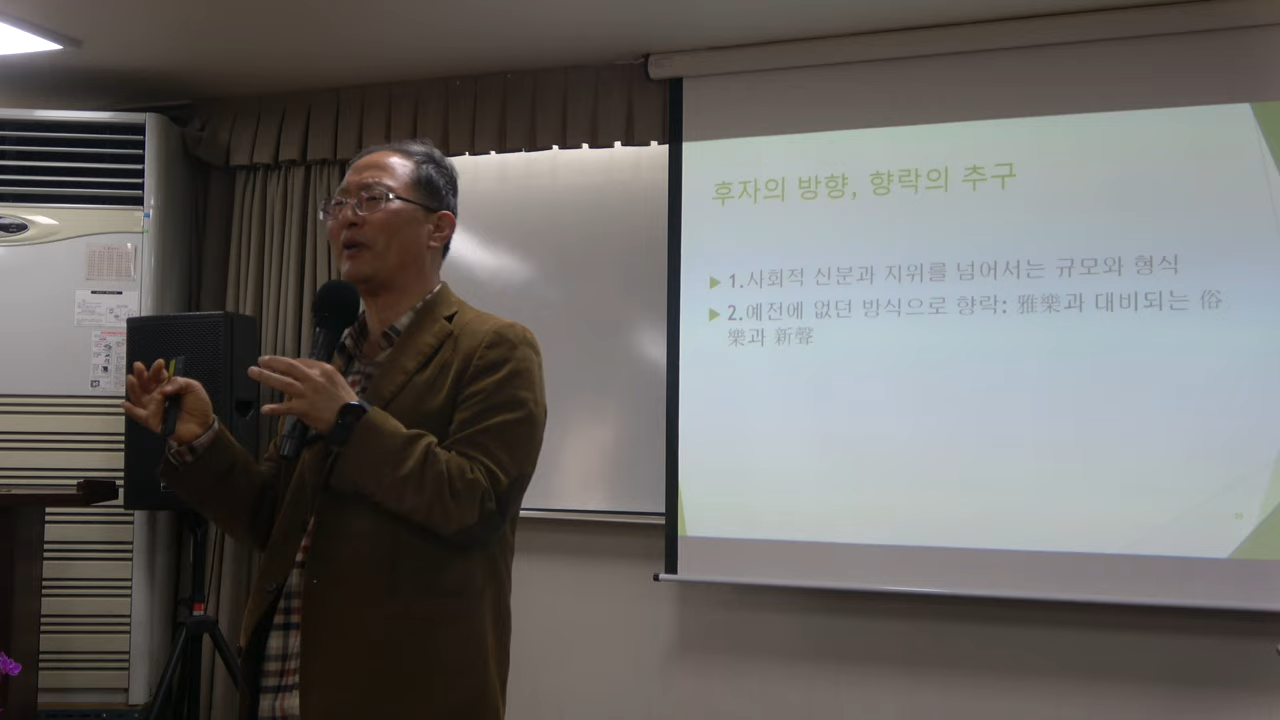 후자의 방향, 향락의 추구
1.사회적 신분과 지위를 넘어서는 규모와 형식
2.예전에 없던 방식으로 향락: 雅樂과 대비되는 俗
樂과 新聲